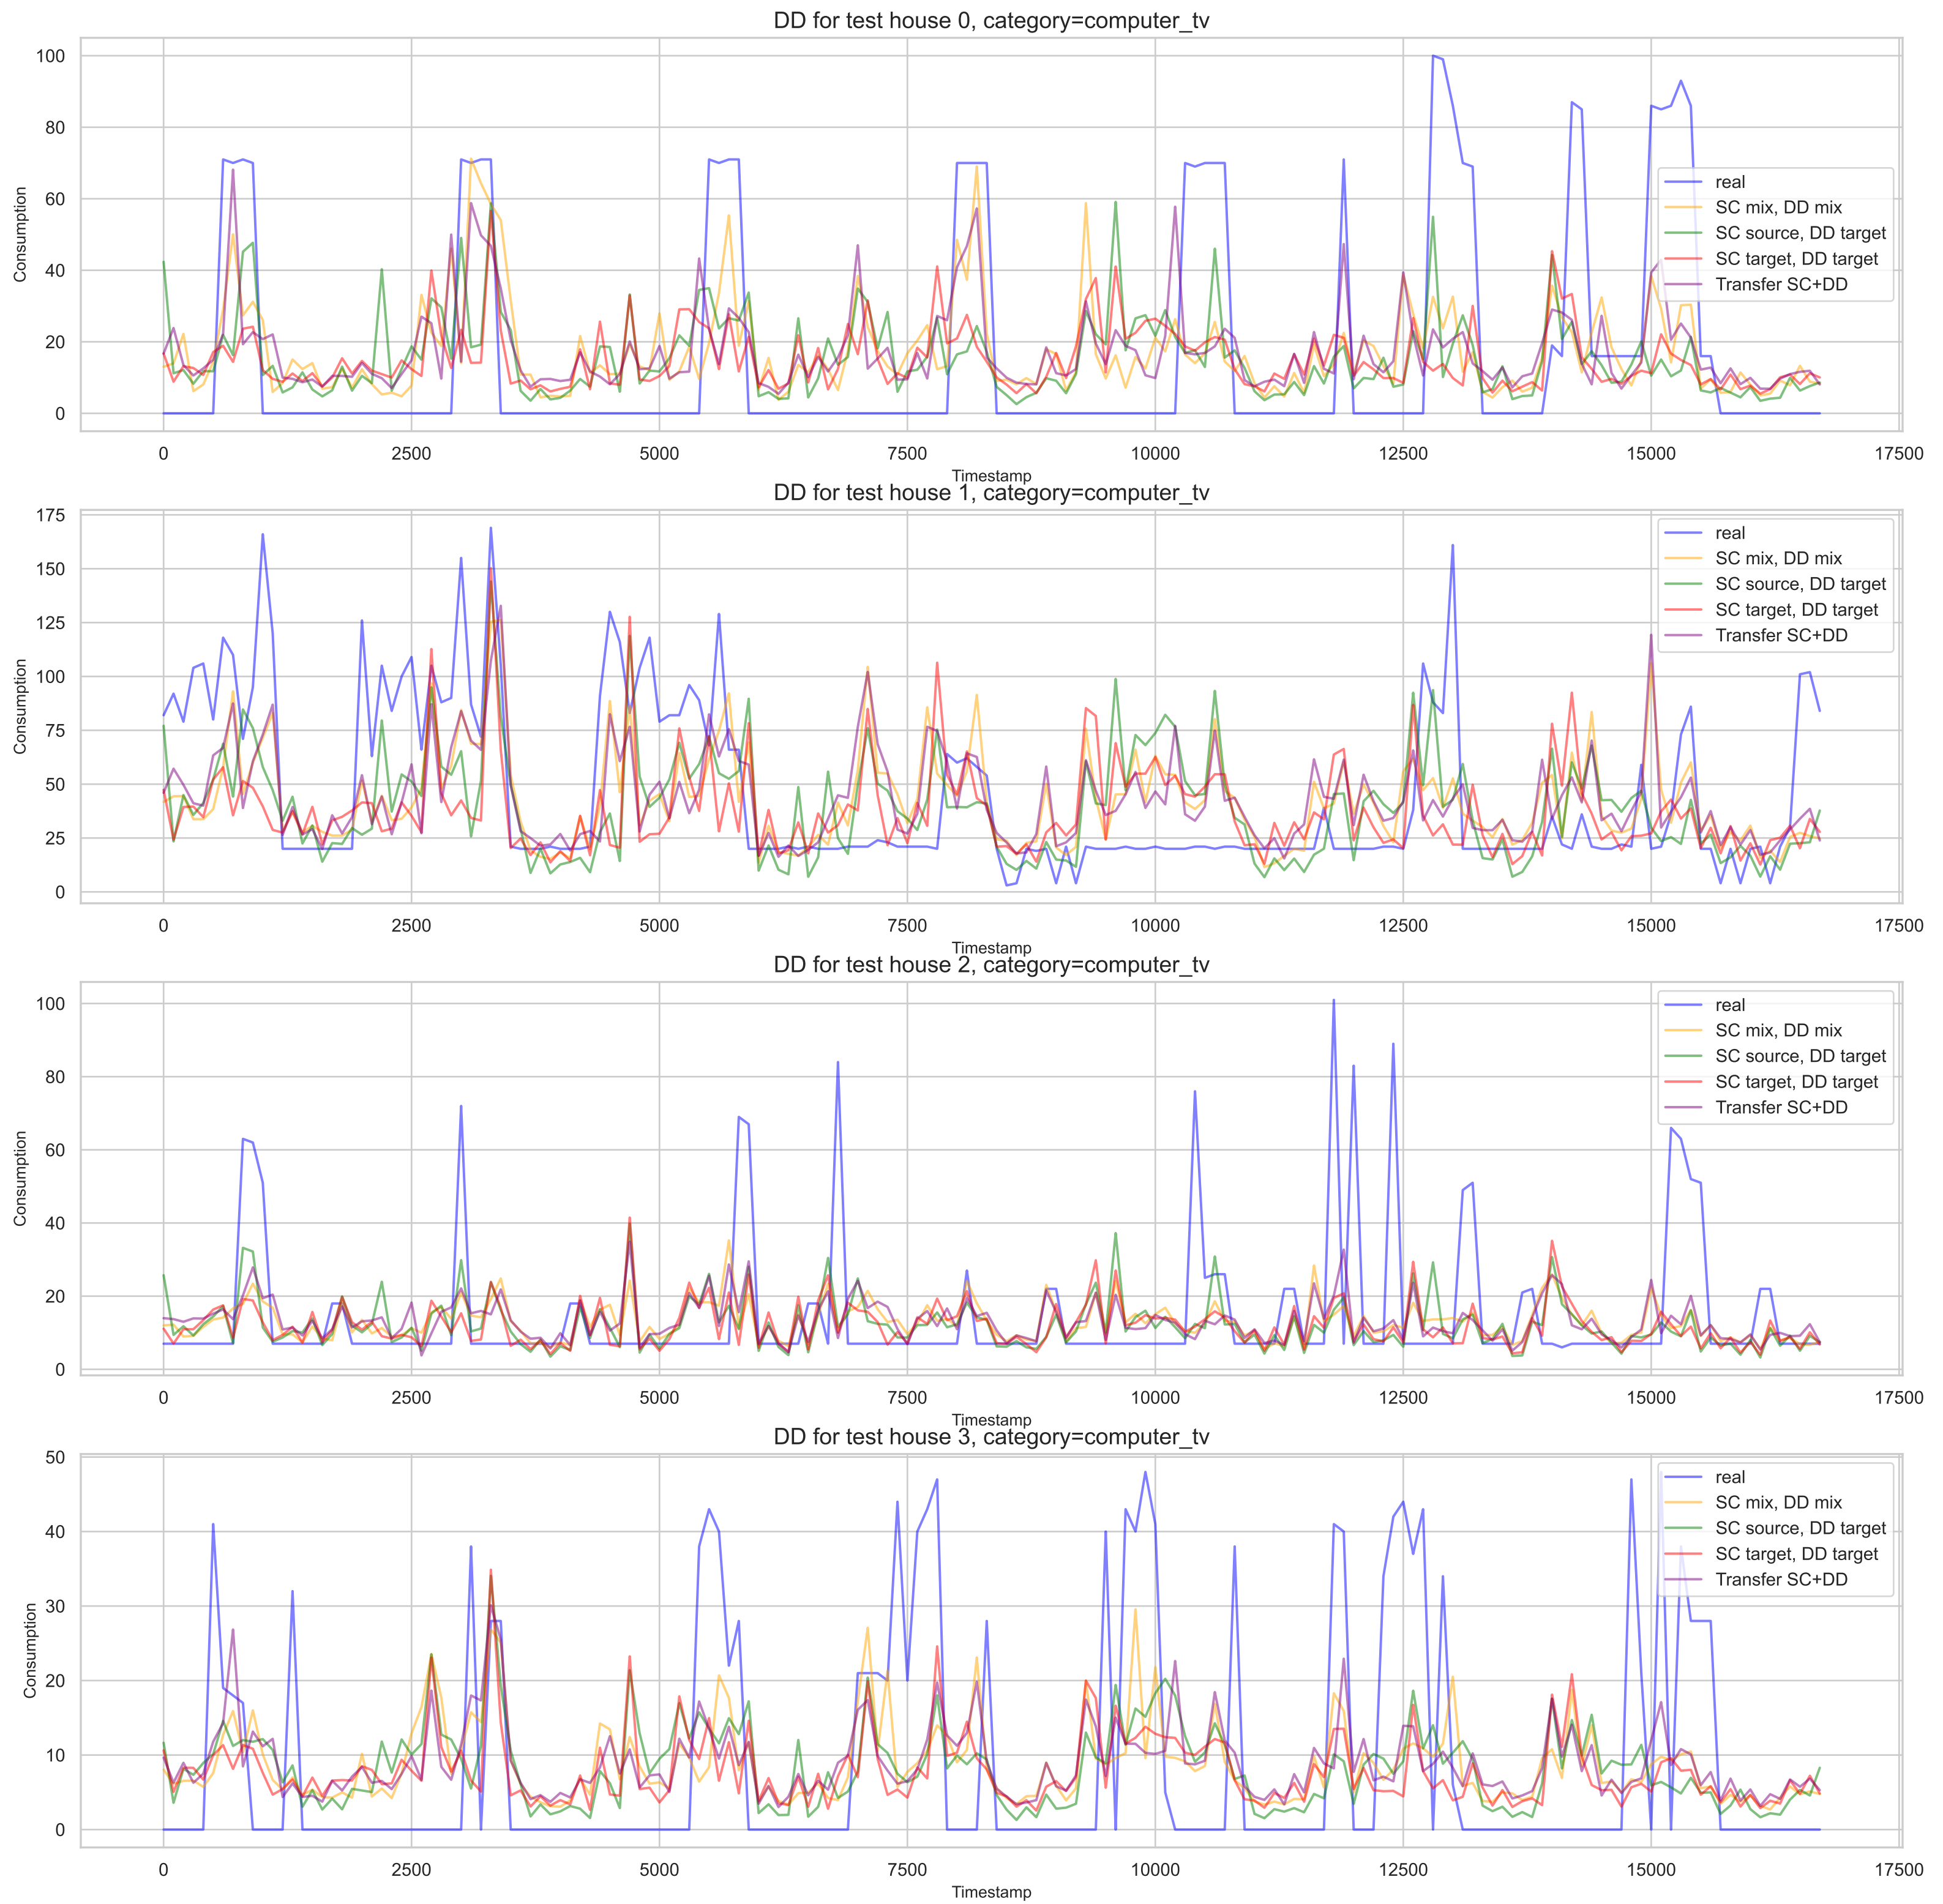 DD for test house 0, category=computer_tv
100
80
60
40
20
0
Consumption
real
SC mix, DD mix
SC source, DD target
SC target, DD target
Transfer SC+DD
0 2500 5000 7500 10000 12500 15000 17500
Timestamp
DD for test house 1, category=computer_tv
175
150
125
100
75
50
25
0
Consumption
real
SC mix, DD mix
SC source, DD target
SC target, DD target
Transfer SC+DD
0 2500 5000 7500 10000 12500 15000 17500
Timestamp
DD for test house 2, category=computer_tv
100
80
60
40
20
0
Consumption
real
SC mix, DD mix
SC source, DD target
SC target, DD target
Transfer SC+DD
0 2500 5000 7500 10000 12500 15000 17500
Timestamp
DD for test house 3, category=computer_tv
50
40
30
20
10
0
Consumption
real
SC mix, DD mix
SC source, DD target
SC target, DD target
Transfer SC+DD
0 2500 5000 7500 10000 12500 15000 17500
Timestamp